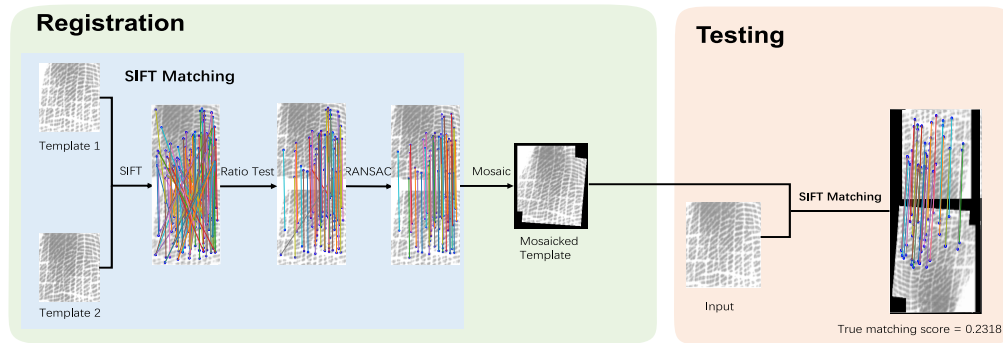 Registration
SIFT Matching
Template 1
SIFT
Ratio Test
RANSAC
Mosaic
Template 2
Mosaicked
Template
Testing
SIFT Matching
Input
True matching score = 0.2318